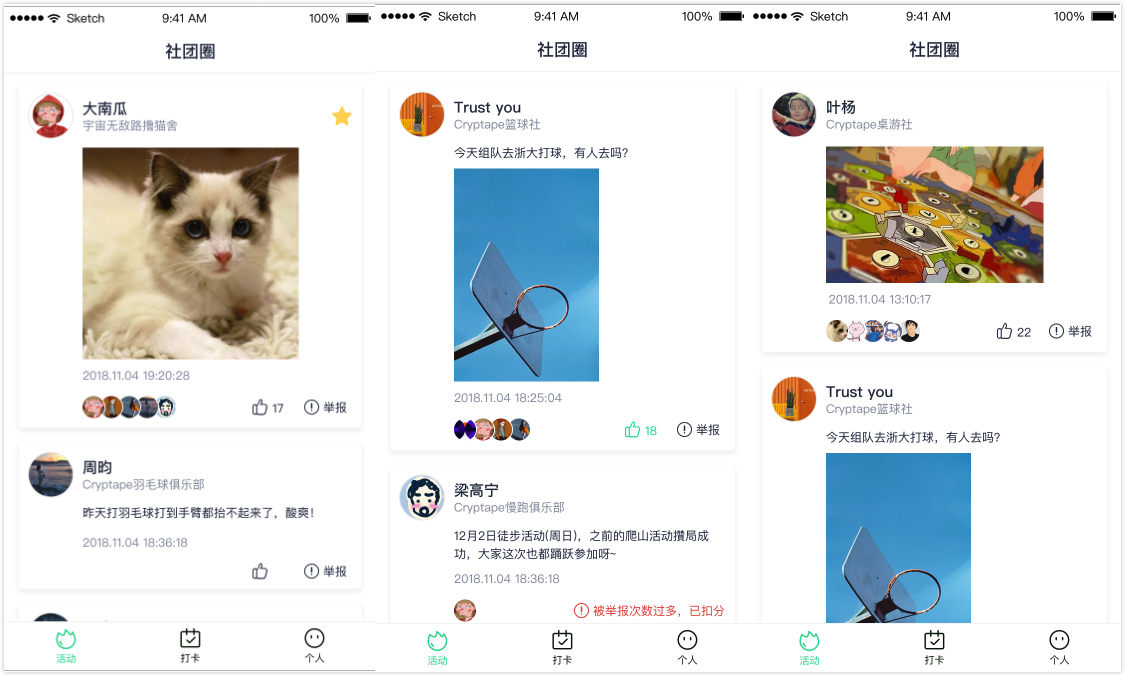 Sketch
9:41 AM
100%
社团圈
大南瓜
宇宙无敌路撸猫舍
2018.11.04 19:20:28
17
举报
周昀
Cryptape羽毛球俱乐部
昨天打羽毛球打到手臂都抬不起来了，酸爽！
2018.11.04 18:36:18
举报
活动
打卡
个人
Sketch
9:41 AM
100%
社团圈
Trust you
Cryptape篮球社
今天组队去浙大打球，有人去吗?
2018.11.04 18:25:04
18
举报
梁高宁
Cryptape慢跑俱乐部
12月2日徒步活动(周日)，之前的爬山活动攒局成
功，大家这次也都踊跃参加呀~
2018.11.04 18:36:18
被举报次数过多，已扣分
活动
打卡
个人
Sketch
9:41 AM
100%
社团圈
叶杨
Cryptape桌游社
2018.11.04 13:10:17
22
举报
Trust you
Cryptape篮球社
今天组队去浙大打球，有人去吗?
活动
打卡
个人